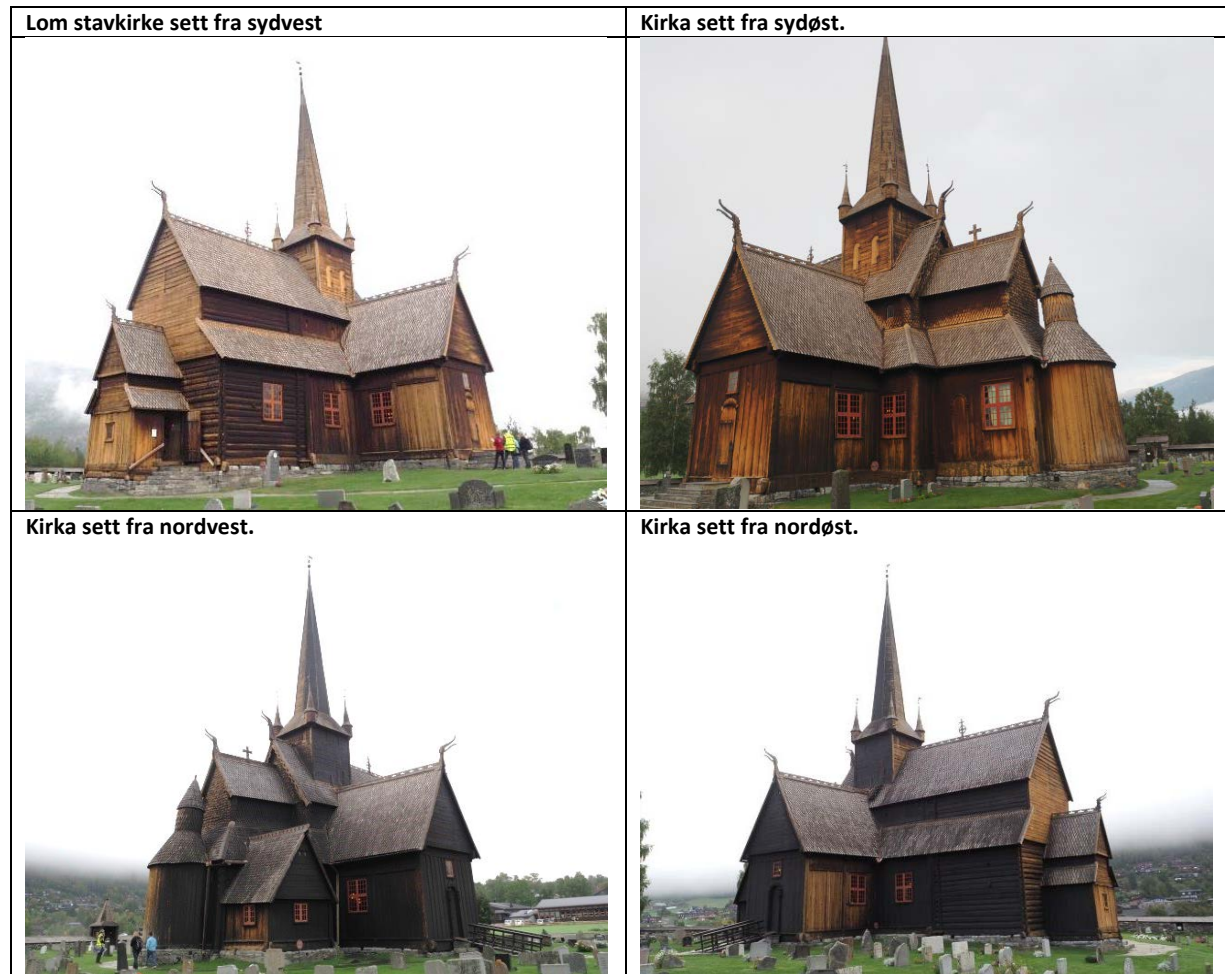 Lom stavkirke sett fra sydvest
Kirka sett fra sydøst.
Kirka sett fra nordvest.
Kirka sett fra nordøst.